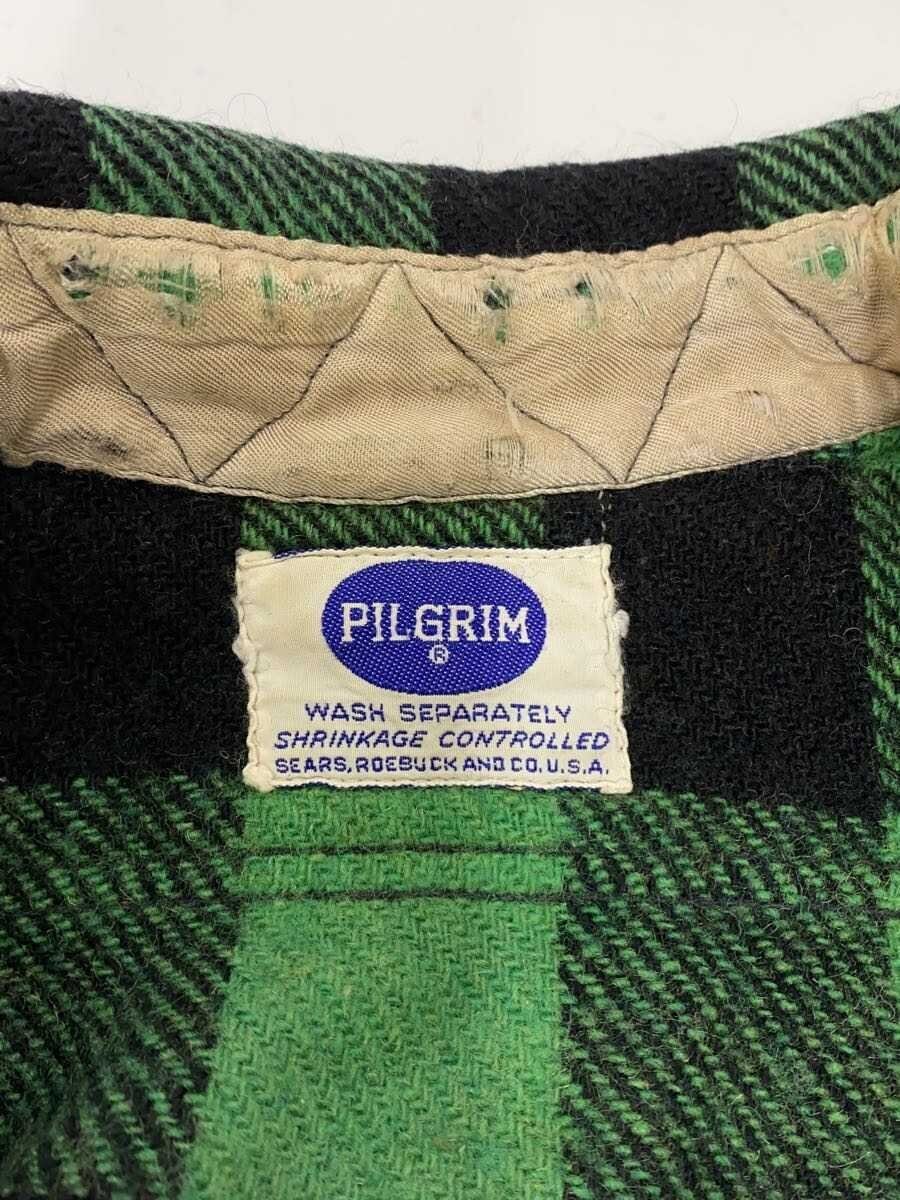 PILGRIM
®
WASH SEPARATELY
SHRINKAGE CONTROLLED
SEARS, ROEBUCK AND CO. U.S.A.